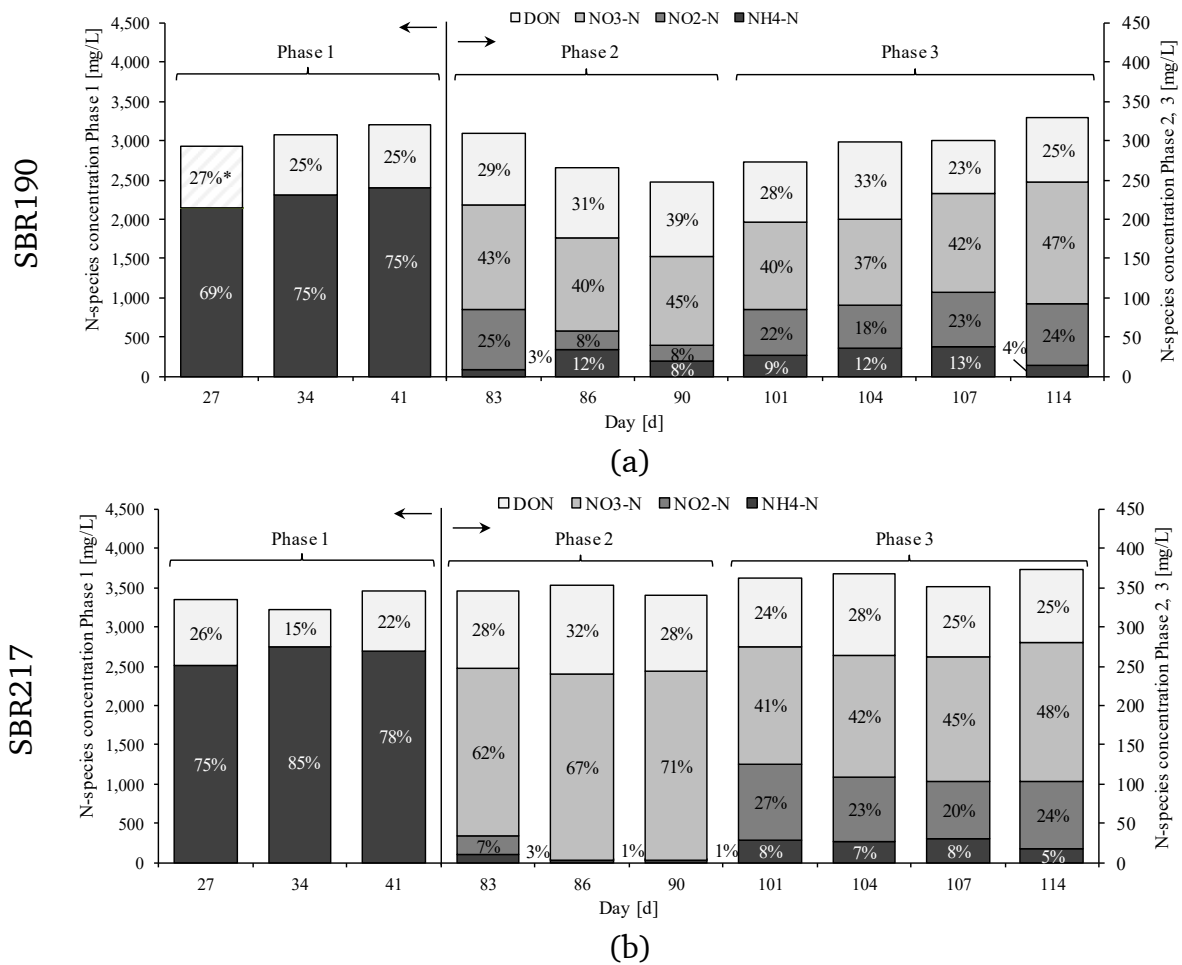 DON NO3-N NO2-N NH4-N
4,500 450
4,000 400
3,500 350
3,000 300
2,500 250
2,000 200
1,500 150
1,000 100
500 50
0 0
Phase 1 Phase 2 Phase 3
N-species concentration Phase 1 [mg/L]
N-species concentration Phase 2, 3 [mg/L]
SBR190
27%* 25% 25% 29% 31% 39% 28% 33% 23% 25%
43% 40% 45% 40% 37% 42% 47%
25% 8% 8% 22% 18% 23% 24%
69% 75% 75% 3% 12% 8% 9% 12% 13% 4%
27 34 41 83 86 90 101 104 107 114
Day [d]
(a)
DON NO3-N NO2-N NH4-N
4,500 450
4,000 400
3,500 350
3,000 300
2,500 250
2,000 200
1,500 150
1,000 100
500 50
0 0
Phase 1 Phase 2 Phase 3
N-species concentration Phase 1 [mg/L]
N-species concentration Phase 2, 3 [mg/L]
SBR217
26% 15% 22% 28% 32% 28% 24% 28% 25% 25%
62% 67% 71% 41% 42% 45% 48%
7% 27% 23% 20% 24%
75% 85% 78% 3% 1% 1% 8% 7% 8% 5%
27 34 41 83 86 90 101 104 107 114
Day [d]
(b)